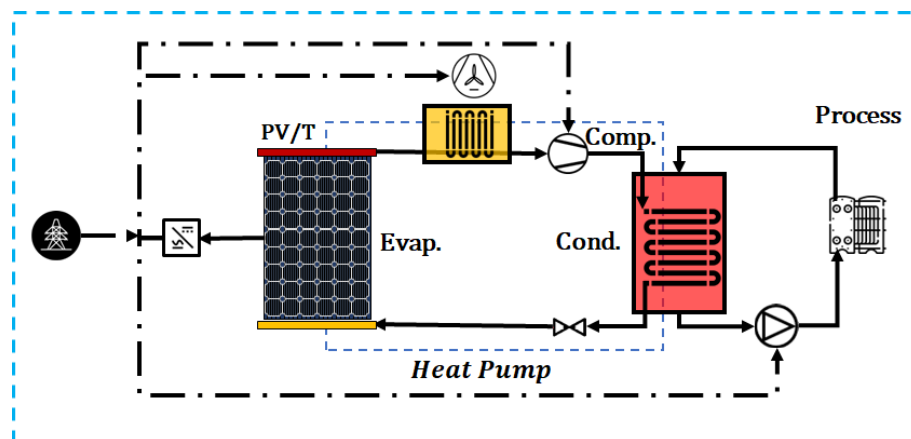 PV/T
Comp.
Process
Evap.
Cond.
Heat Pump